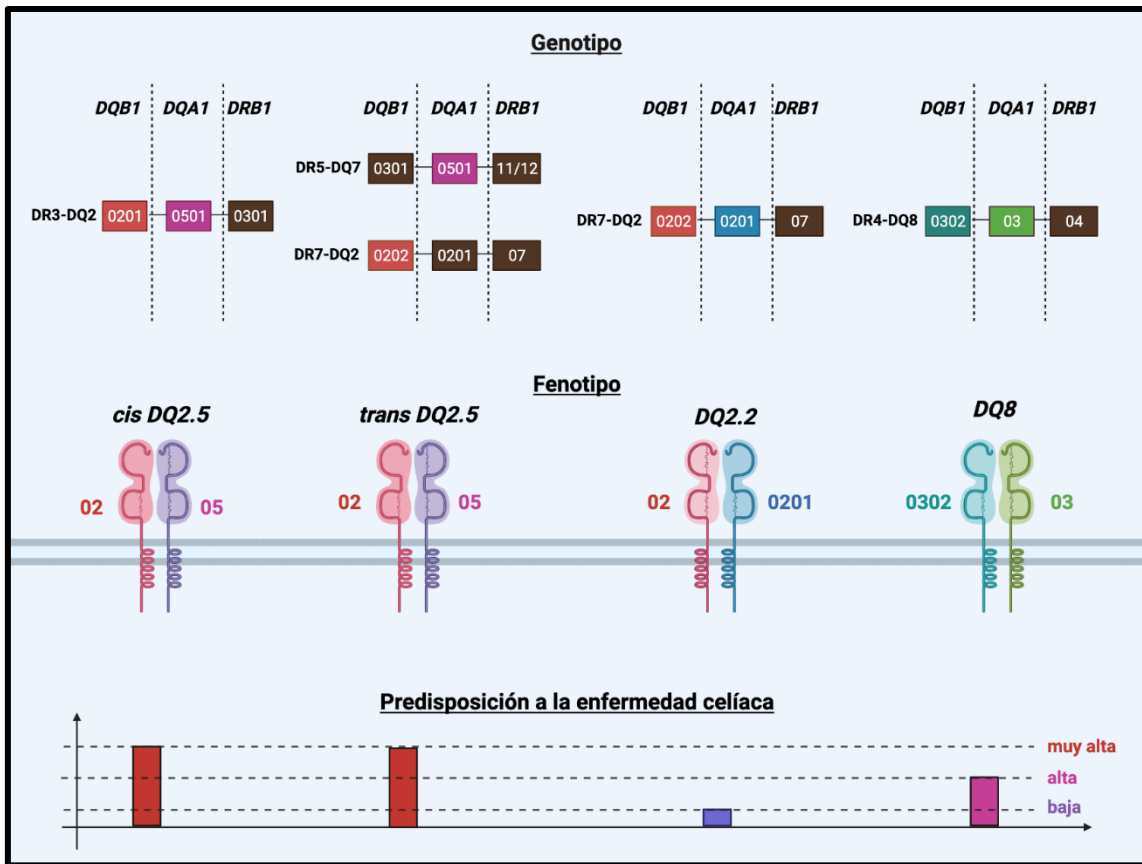 Genotipo
DQB1 DQA1 DRB1
DQB1 DQA1 DRB1
DQB1 DQA1 DRB1
DQB1 DQA1 DRB1
DR5-DQ7 0301 0501 11/12
DR3-DQ2 0201 0501 0301
DR7-DQ2 0202 0201 07
DR7-DQ2 0202 0201 07
DR4-DQ8 0302 03 04
Fenotipo
cis DQ2.5
trans DQ2.5
DQ2.2
DQ8
02 05
02 05
02 0201
0302 03
Predisposición a la enfermedad celíaca
muy alta
alta
baja